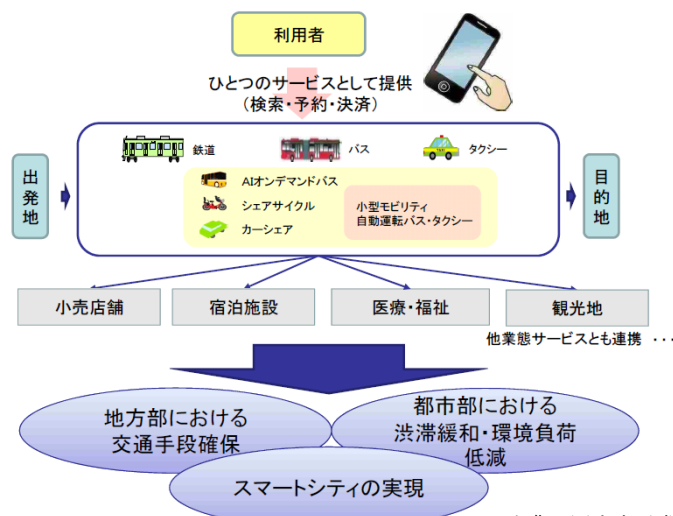 利用者
ひとつのサービスとして提供
（検索・予約・決済）
鉄道
バス
タクシー
出発地
目的地
AIオンデマンドバス
シェアサイクル
カーシェア
小型モビリティ
自動運転バス・タクシー
小売店舗
宿泊施設
医療・福祉
観光地
他業態サービスとも連携 ・・・
地方部における
交通手段確保
都市部における
渋滞緩和・環境負荷
低減
スマートシティの実現